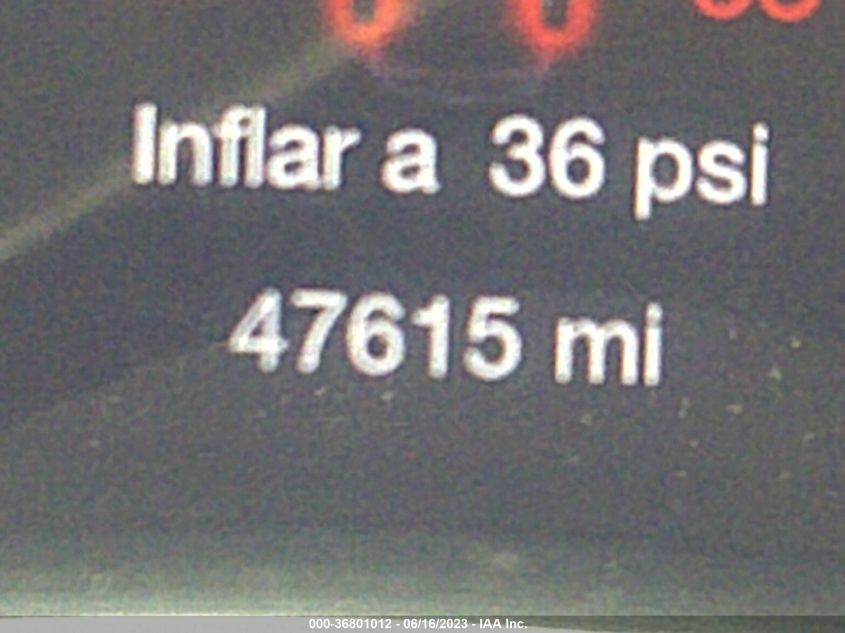 Inflar a 36 psi
47615 mi
000-36801012 - 06/16/2023 - IAA Inc.